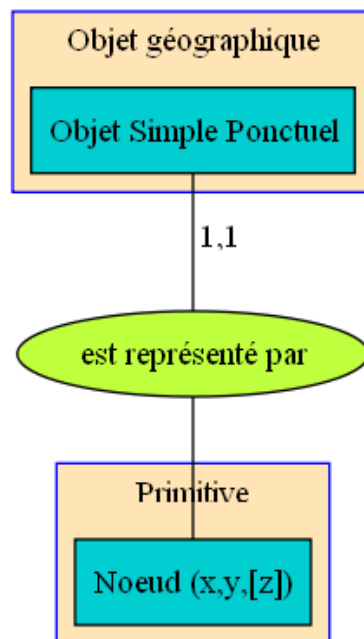 Objet géographique
Objet Simple Ponctuel
1,1
est représenté par
Primitive
Noeud (x,y,[z])